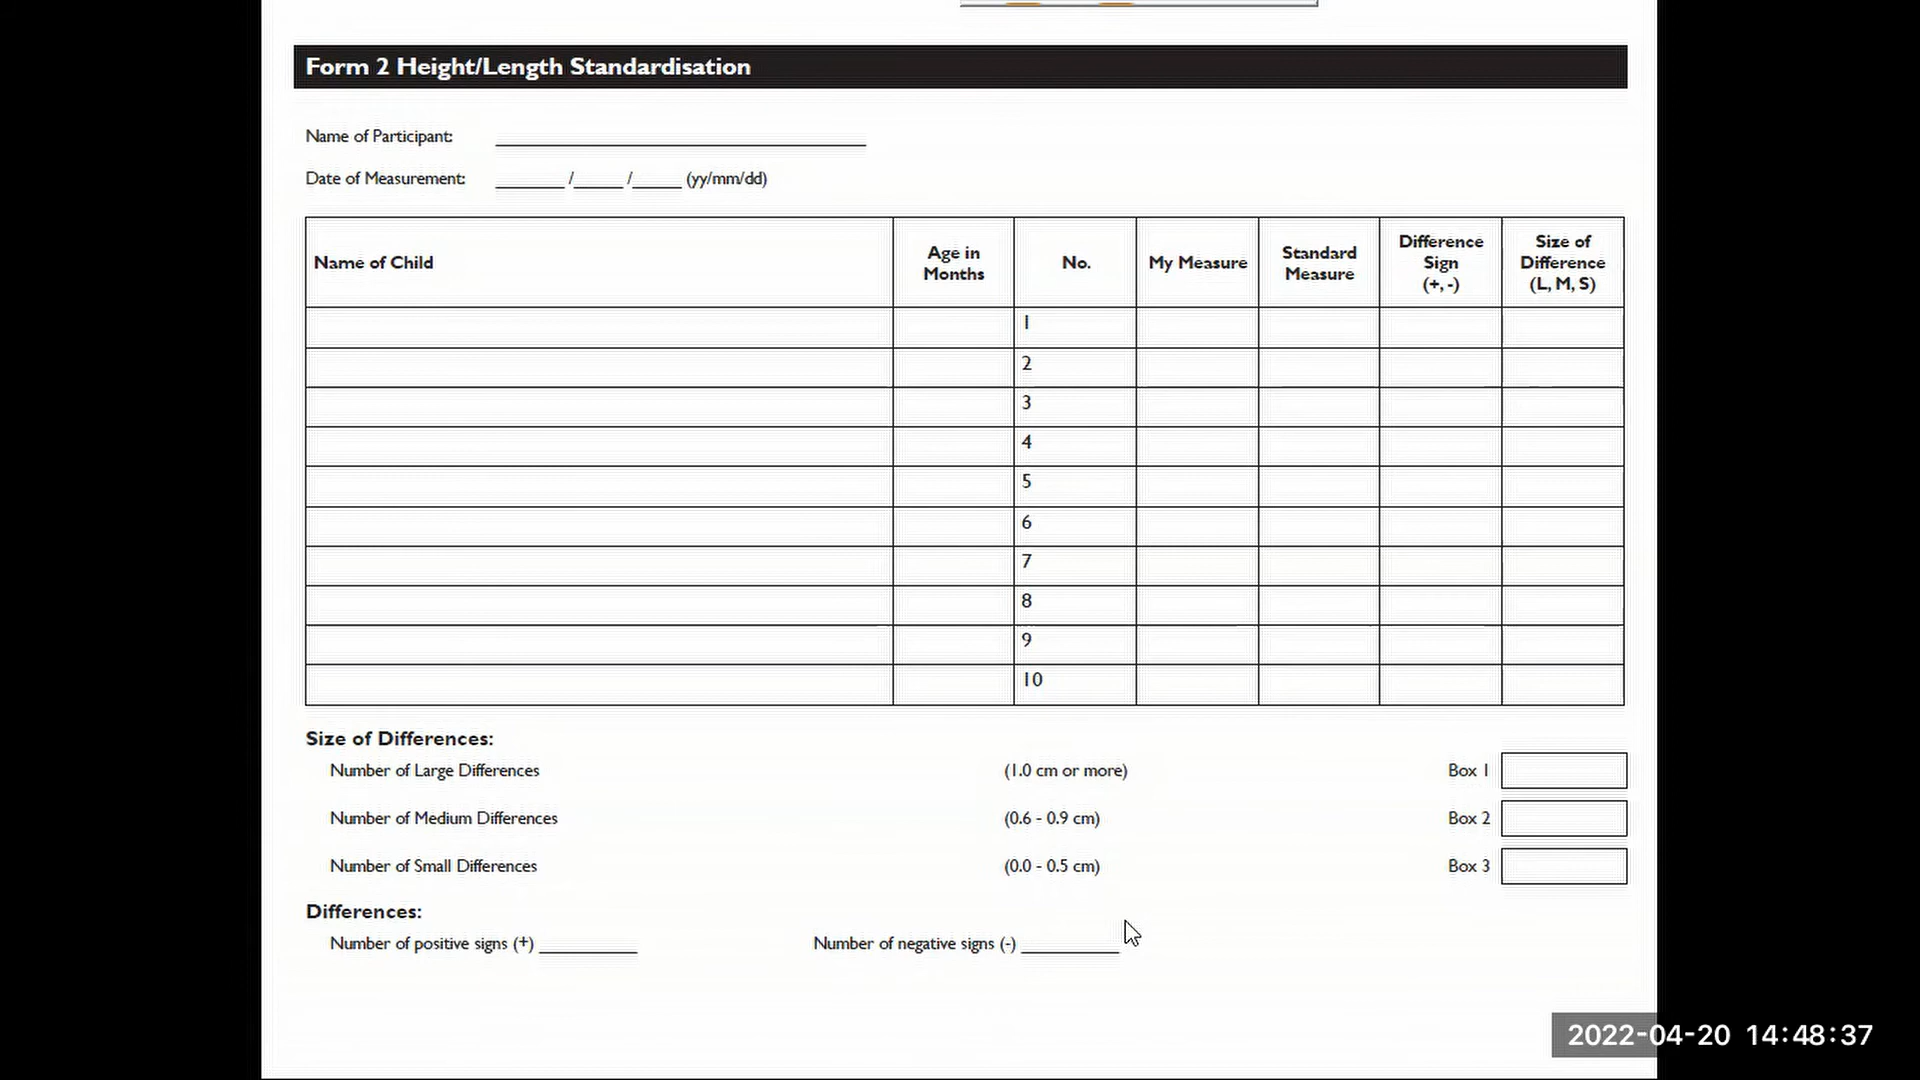 Form 2 Height/Length Standardisation
Name of Participant: ____________________
Date of Measurement: _______ /_____ /_____ (yy/mm/dd)
Name of Child
Age in
Months
No.
My Measure
Standard
Measure
Difference
Sign
(+, -)
Size of
Difference
(L, M, S)
1
2
3
4
5
6
7
8
9
10
Size of Differences:
Number of Large Differences (1.0 cm or more) Box 1
Number of Medium Differences (0.6 - 0.9 cm) Box 2
Number of Small Differences (0.0 - 0.5 cm) Box 3
Differences:
Number of positive signs (+) __________ Number of negative signs (-) __________
2022-04-20 14:48:37